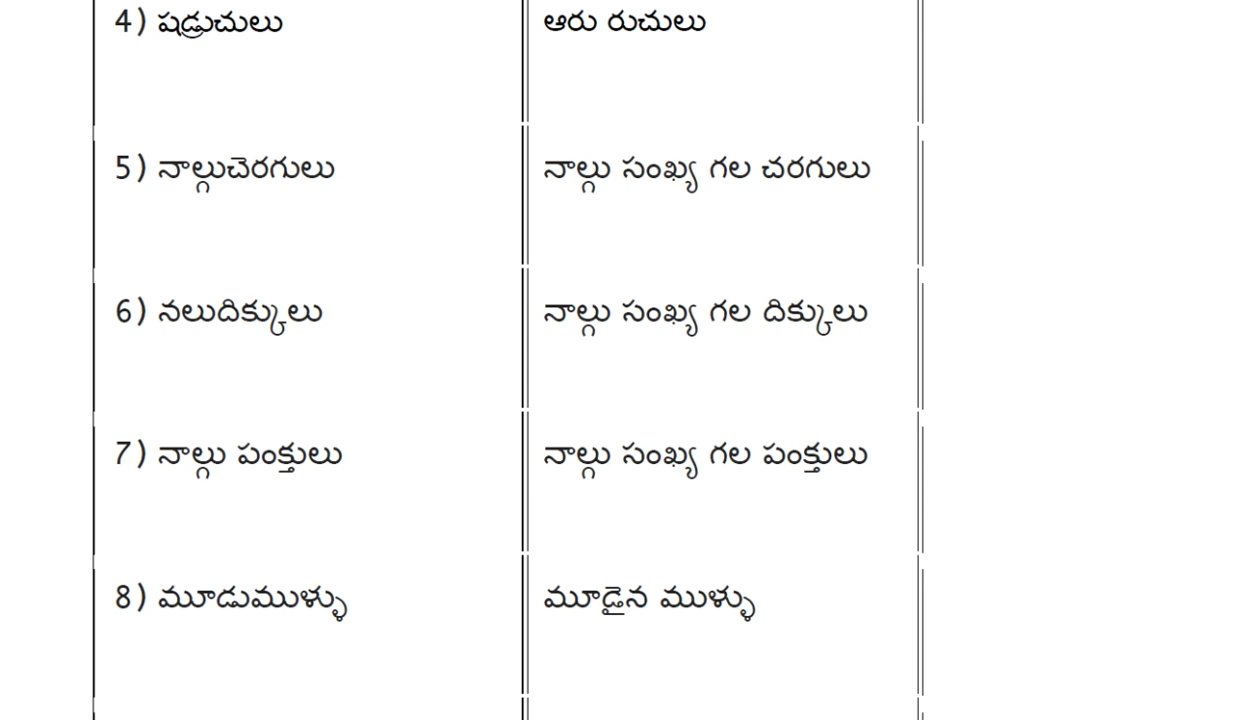 4) షడ్రుచులు ఆరు రుచులు
5) నాల్గుచెరగులు నాల్గు సంఖ్య గల చరగులు
6) నలుదిక్కులు నాల్గు సంఖ్య గల దిక్కులు
7) నాల్గు పంక్తులు నాల్గు సంఖ్య గల పంక్తులు
8) మూడుముళ్ళు మూడైన ముళ్ళు